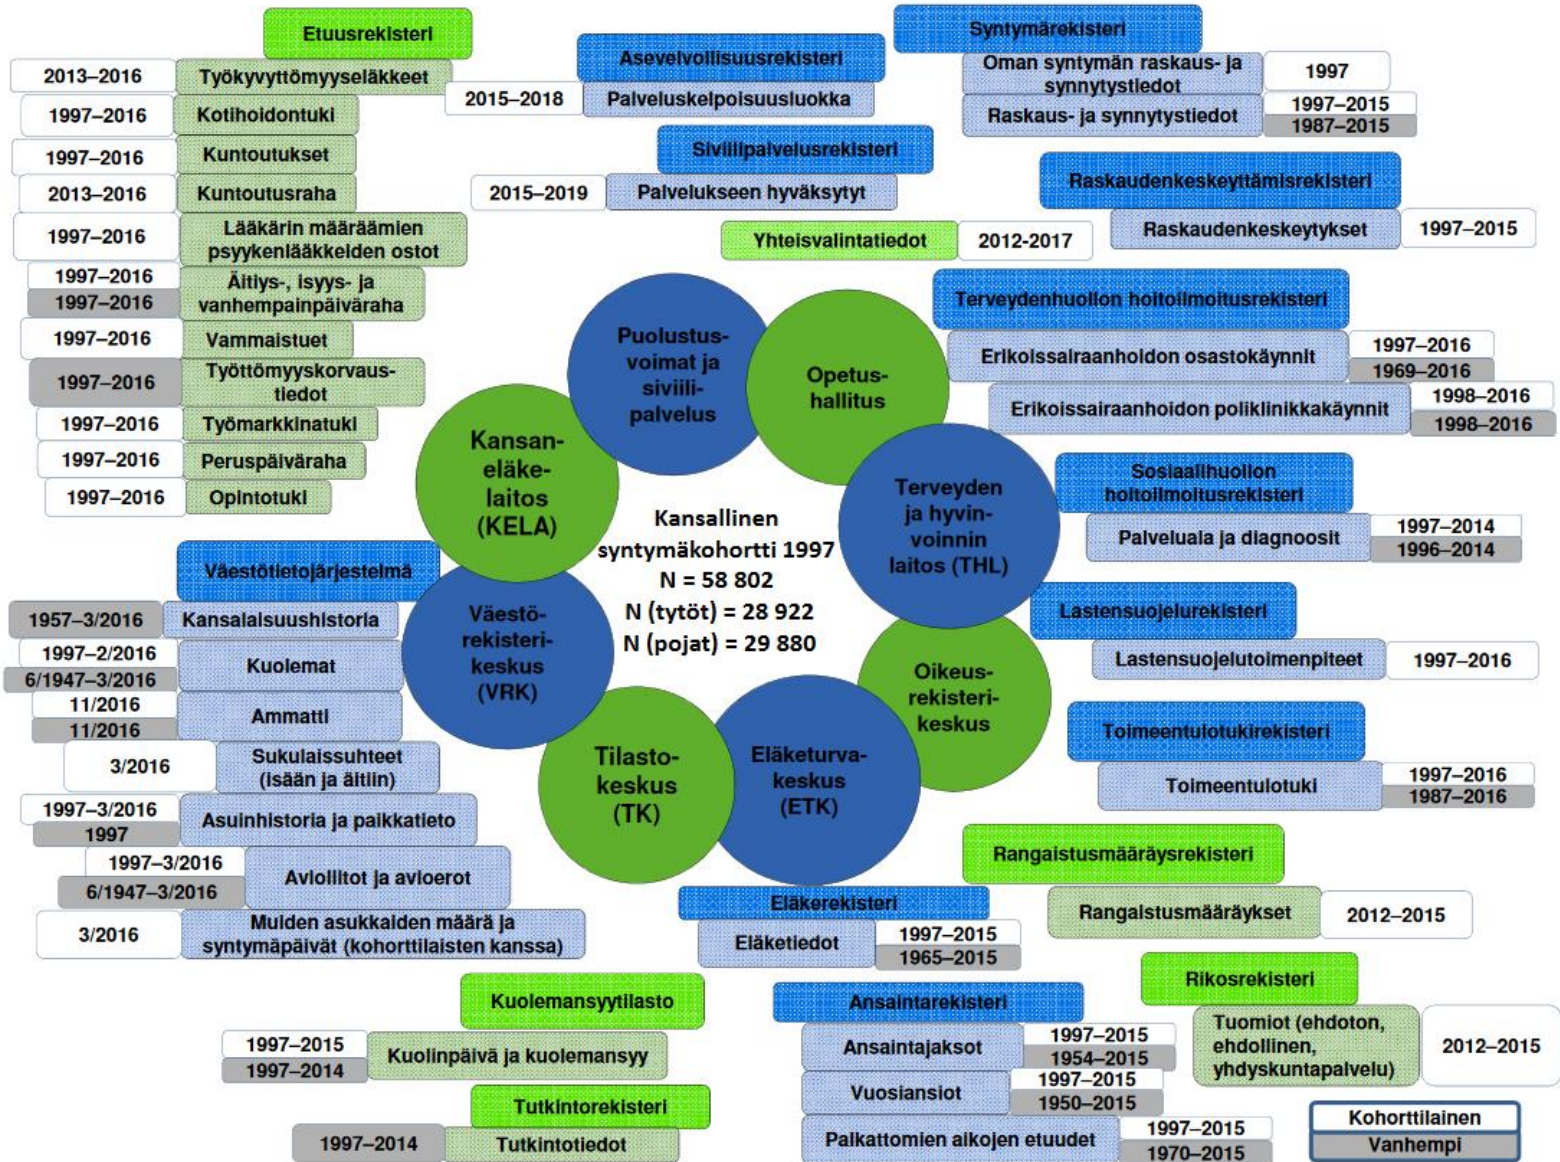 Etuusrekisteri
2013–2016 Työkyvyttömyyseläkkeet
1997–2016 Kotihoidontuki
1997–2016 Kuntoutukset
2013–2016 Kuntoutusraha
1997–2016 Lääkärin määräämien
psyykenlääkkeiden ostot
1997–2016
1997–2016
Äitiys-, isyys- ja
vanhempainpäiväraha
1997–2016 Vammaistuet
1997–2016 Työttömyyskorvaus-
tiedot
1997–2016 Työmarkkinatuki
1997–2016 Peruspäiväraha
1997–2016 Opintotuki
Asevelvollisuusrekisteri
2015–2018 Palveluskelpoisuusluokka
Siviilipalvelusrekisteri
2015–2019 Palvelukseen hyväksytyt
Yhteisvalintatiedot 2012-2017
Syntymärekisteri
Oman syntymän raskaus- ja
synnytystiedot
1997
Raskaus- ja synnytystiedot
1997–2015
1987–2015
Raskaudenkeskeyttämisrekisteri
Raskaudenkeskeytykset 1997–2015
Terveydenhuollon hoitoilmoitusrekisteri
Erikoissairaanhoidon osastokäynnit
1997–2016
1969–2016
Erikoissairaanhoidon poliklinikkakäynnit
1998–2016
1998–2016
Sosiaalihuollon
hoitoilmoitusrekisteri
Palveluala ja diagnoosit
1997–2014
1996–2014
Lastensuojelurekisteri
Lastensuojelutoimenpiteet 1997–2016
Toimeentulotukirekisteri
Toimeentulotuki
1997–2016
1987–2016
Rangaistusmääräysrekisteri
Rangaistusmääräykset 2012–2015
Rikosrekisteri
Tuomiot (ehdoton,
ehdollinen,
yhdyskuntapalvelu)
2012–2015
Puolustus-
voimat ja
siviili-
palvelus
Opetus-
hallitus
Kansan-
eläke-
laitos
(KELA)
Terveyden
ja hyvin-
voinnin
laitos (THL)
Kansallinen
syntymäkohortti 1997
N = 58 802
N (tytöt) = 28 922
N (pojat) = 29 880
Väestö-
rekisteri-
keskus
(VRK)
Oikeus-
rekisteri-
keskus
Tilasto-
keskus
(TK)
Eläketurva-
keskus
(ETK)
Väestötietojärjestelmä
1957–3/2016 Kansalaisuushistoria
1997–2/2016
6/1947–3/2016
Kuolemat
11/2016
11/2016
Ammatti
3/2016 Sukulaissuhteet
(isään ja äitiin)
1997–3/2016
1997
Asuinhistoria ja paikkatieto
1997–3/2016
6/1947–3/2016
Avioliitot ja avioerot
3/2016 Muiden asukkaiden määrä ja
syntymäpäivät (kohorttilaisten kanssa)
Kuolemansyytilasto
1997–2015
1997–2014
Kuolinpäivä ja kuolemansyy
Tutkintorekisteri
1997–2014 Tutkintotiedot
Eläkerekisteri
Eläketiedot
1997–2015
1965–2015
Ansaintarekisteri
Ansaintajaksot
1997–2015
1954–2015
Vuosiansiot
1997–2015
1950–2015
Palkattomien aikojen etuudet
1997–2015
1970–2015
Kohorttilainen
Vanhempi